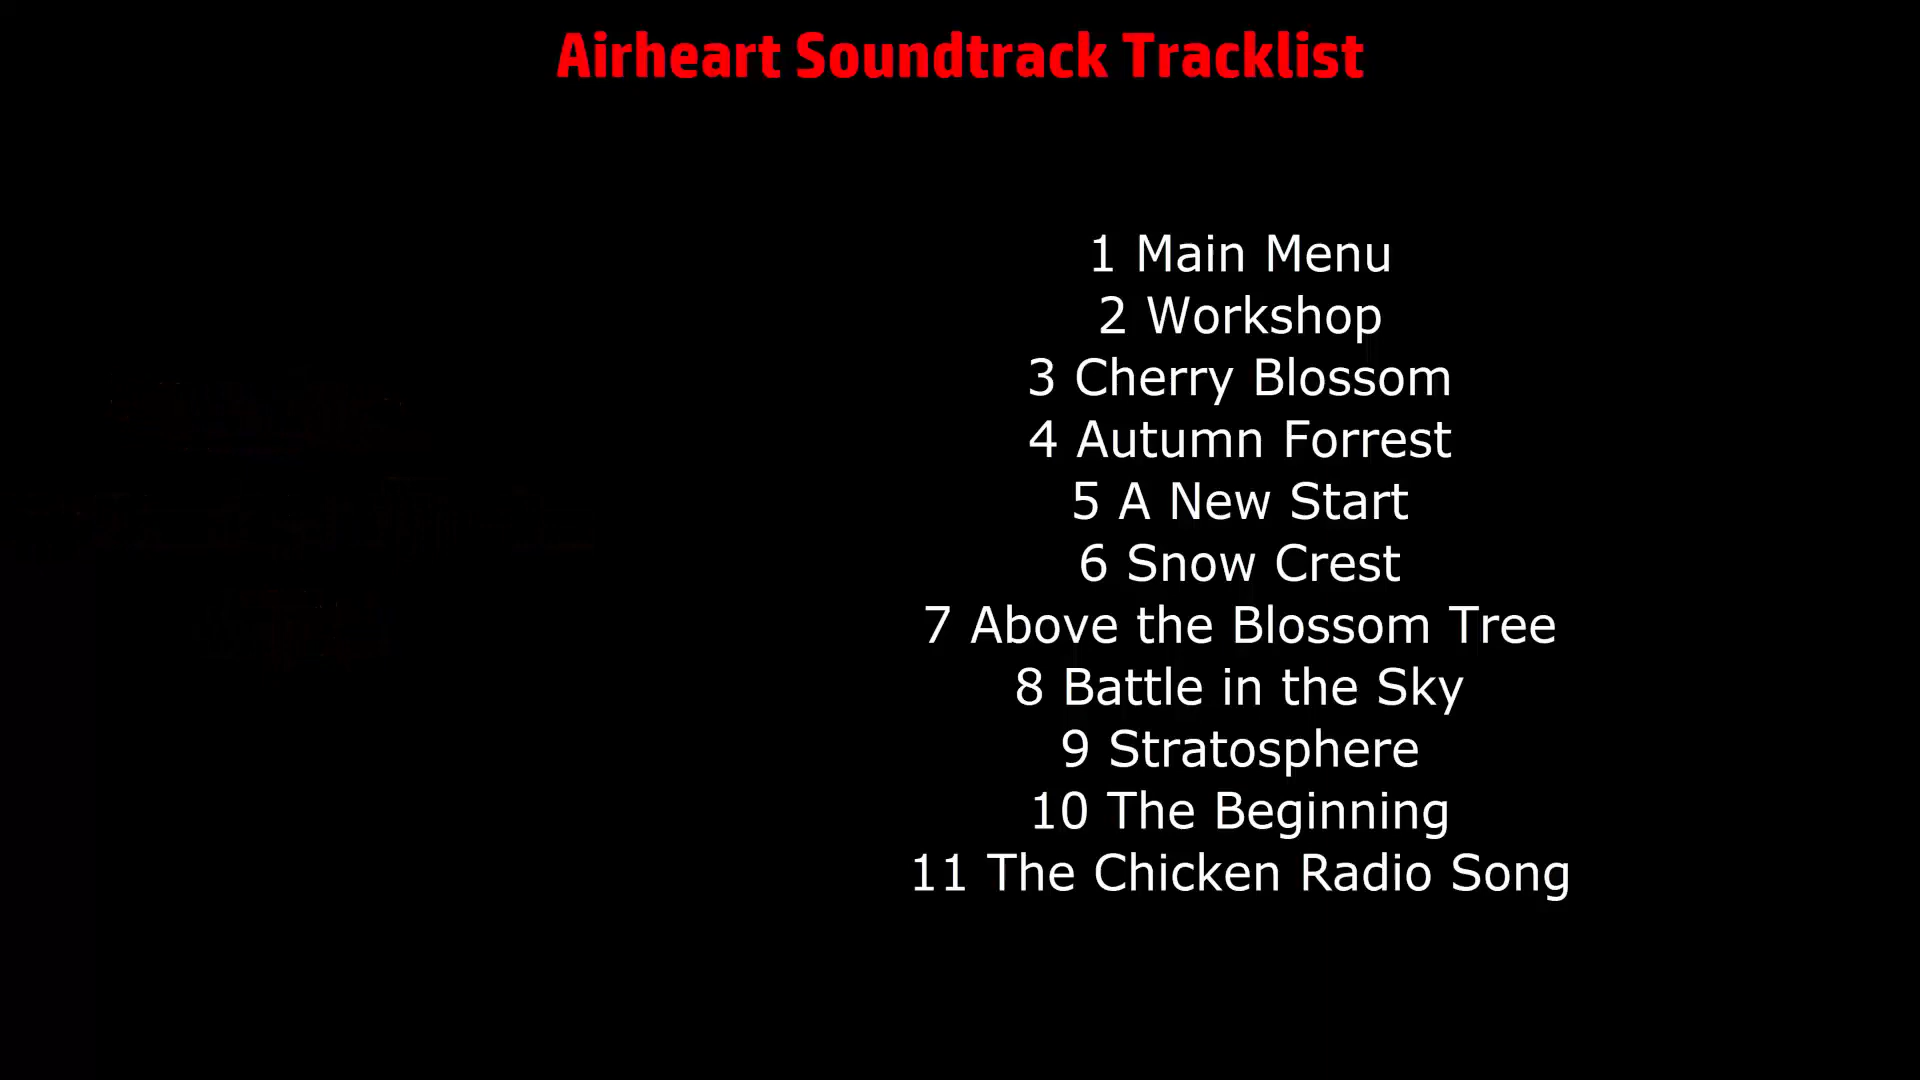 Airheart Soundtrack Tracklist
1 Main Menu
2 Workshop
3 Cherry Blossom
4 Autumn Forrest
5 A New Start
6 Snow Crest
7 Above the Blossom Tree
8 Battle in the Sky
9 Stratosphere
10 The Beginning
11 The Chicken Radio Song